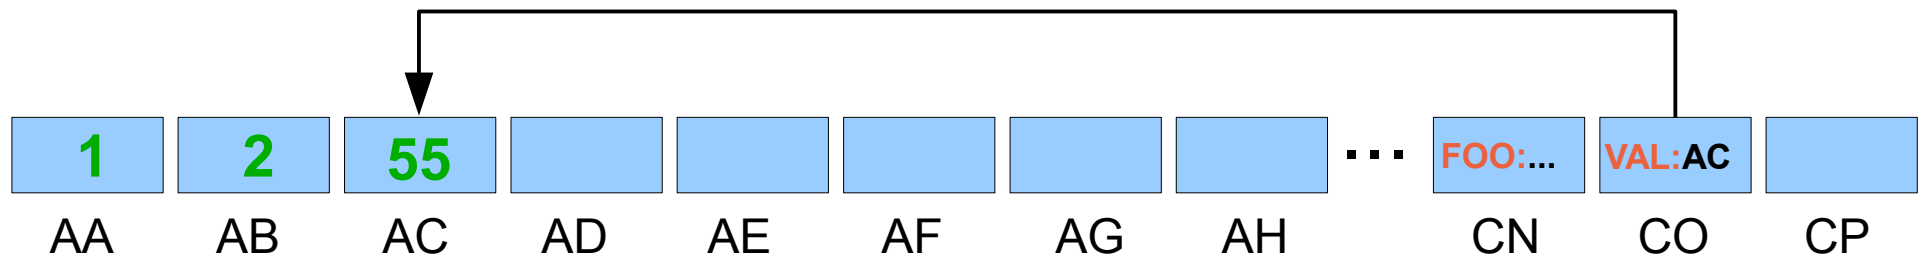 1 2 55 ... FOO:... VAL:AC
AA AB AC AD AE AF AG AH CN CO CP